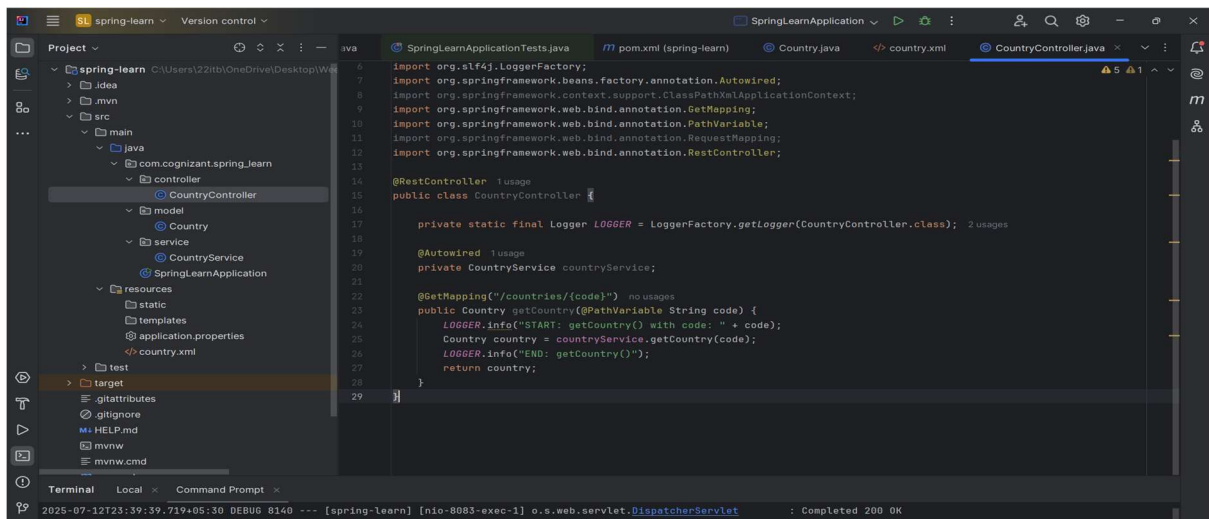 SL spring-learn Version control SpringLearnApplication
Project
ava SpringLearnApplicationTests.java m pom.xml (spring-learn) Country.java country.xml CountryController.java
spring-learn C:\Users\22itb\OneDrive\Desktop\We
.idea
.mvn
src
main
java
com.cognizant.spring_learn
controller
CountryController
model
Country
service
CountryService
SpringLearnApplication
resources
static
templates
application.properties
country.xml
test
target
.gitattributes
.gitignore
M↓ HELP.md
mvnw
mvnw.cmd
5 1
6 import org.slf4j.LoggerFactory;
7 import org.springframework.beans.factory.annotation.Autowired;
8 import org.springframework.context.support.ClassPathXmlApplicationContext;
9 import org.springframework.web.bind.annotation.GetMapping;
10 import org.springframework.web.bind.annotation.PathVariable;
11 import org.springframework.web.bind.annotation.RequestMapping;
12 import org.springframework.web.bind.annotation.RestController;
13
14 @RestController 1 usage
15 public class CountryController {
16
17 private static final Logger LOGGER = LoggerFactory.getLogger(CountryController.class); 2 usages
18
19 @Autowired 1 usage
20 private CountryService countryService;
21
22 @GetMapping("/countries/{code}") no usages
23 public Country getCountry(@PathVariable String code) {
24 LOGGER.info("START: getCountry() with code: " + code);
25 Country country = countryService.getCountry(code);
26 LOGGER.info("END: getCountry()");
27 return country;
28 }
29 }
m
Terminal Local Command Prompt
2025-07-12T23:39:39.719+05:30 DEBUG 8140 --- [spring-learn] [nio-8083-exec-1] o.s.web.servlet.DispatcherServlet : Completed 200 OK